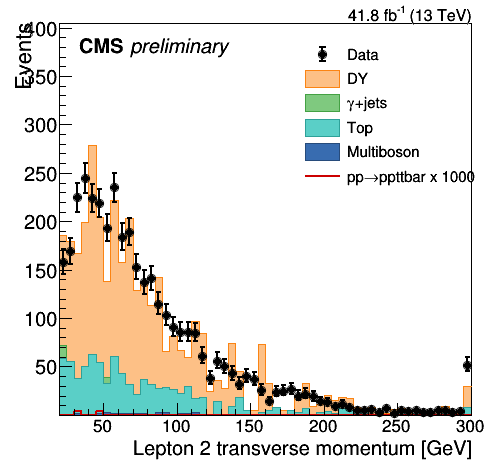 41.8 fb⁻¹ (13 TeV)
CMS preliminary
Events
Data
DY
γ+jets
Top
Multiboson
pp→ppttbar x 1000
400
350
300
250
200
150
100
50
50 100 150 200 250 300
Lepton 2 transverse momentum [GeV]